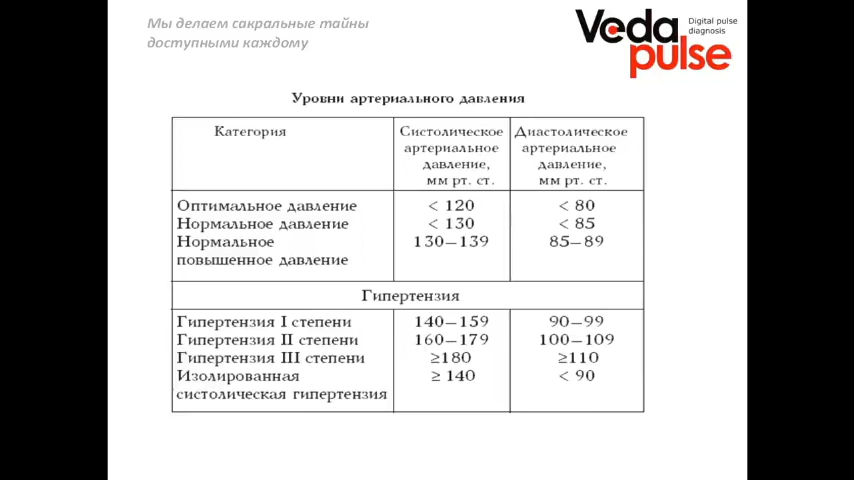 Мы делаем сакральные тайны
доступными каждому
Veda
pulse
Digital pulse
diagnosis
Уровни артериального давления
Категория
Систолическое
артериальное
давление,
мм рт. ст.
Диастолическое
артериальное
давление,
мм рт. ст.
Оптимальное давление < 120 < 80
Нормальное давление < 130 < 85
Нормальное 130–139 85–89
повышенное давление
Гипертензия
Гипертензия I степени 140–159 90–99
Гипертензия II степени 160–179 100–109
Гипертензия III степени ≥180 ≥110
Изолированная ≥ 140 < 90
систолическая гипертензия